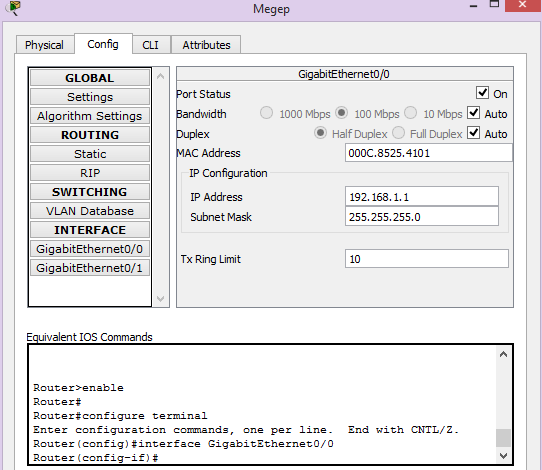 Megep
Physical Config CLI Attributes
GLOBAL
Settings
Algorithm Settings
ROUTING
Static
RIP
SWITCHING
VLAN Database
INTERFACE
GigabitEthernet0/0
GigabitEthernet0/1
GigabitEthernet0/0
Port Status On
Bandwidth 1000 Mbps 100 Mbps 10 Mbps Auto
Duplex Half Duplex Full Duplex Auto
MAC Address 000C.8525.4101
IP Configuration
IP Address 192.168.1.1
Subnet Mask 255.255.255.0
Tx Ring Limit 10
Equivalent IOS Commands
Router>enable
Router#
Router#configure terminal
Enter configuration commands, one per line. End with CNTL/Z.
Router(config)#interface GigabitEthernet0/0
Router(config-if)#